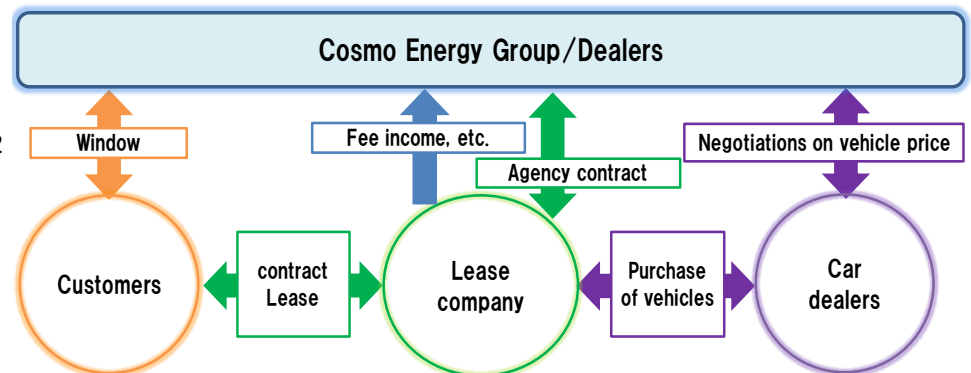 Cosmo Energy Group/Dealers
2
Window
Fee income, etc.
Agency contract
Negotiations on vehicle price
Customers
contract
Lease
Lease
company
Purchase
of vehicles
Car
dealers